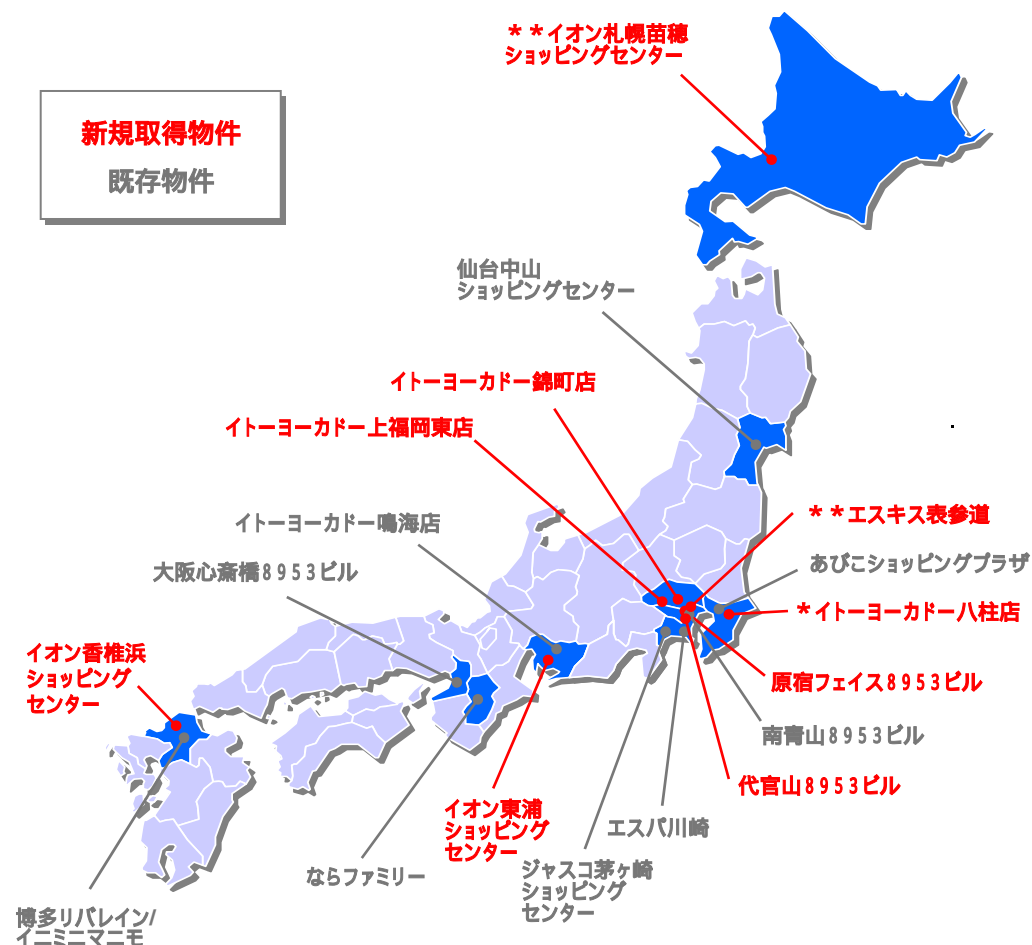 ＊＊イオン札幌苗穂
ショッピングセンター
新規取得物件
既存物件
仙台中山
ショッピングセンター
イトーヨーカドー錦町店
イトーヨーカドー上福岡東店
イトーヨーカドー鳴海店
＊＊エスキス表参道
大阪心斎橋8953ビル
あびこショッピングプラザ
＊イトーヨーカドー八柱店
イオン香椎浜
ショッピング
センター
原宿フェイス8953ビル
南青山8953ビル
代官山8953ビル
イオン東浦
ショッピング
センター
エスパ川崎
ならファミリー
ジャスコ茅ヶ崎
ショッピング
センター
博多リバレイン/
イニミニマニモ